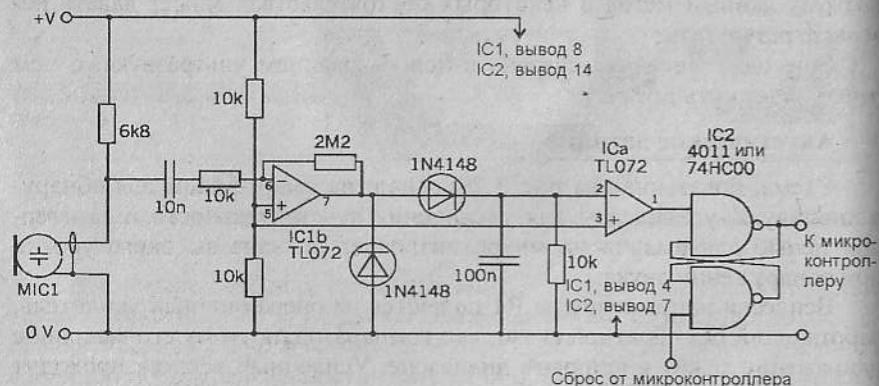 +V
IC1, вывод 8
IC2, вывод 14
10k
6k8
2M2
1N4148
ICa
TL072
IC2
4011 или
74HC00
10n
10k
6
5
7
2
3
1
IC1b
TL072
10k
1N4148
100n
10k
К микро-
контрол-
леру
MIC1
IC1, вывод 4
IC2, вывод 7
0 V
Сброс от микроконтроллера